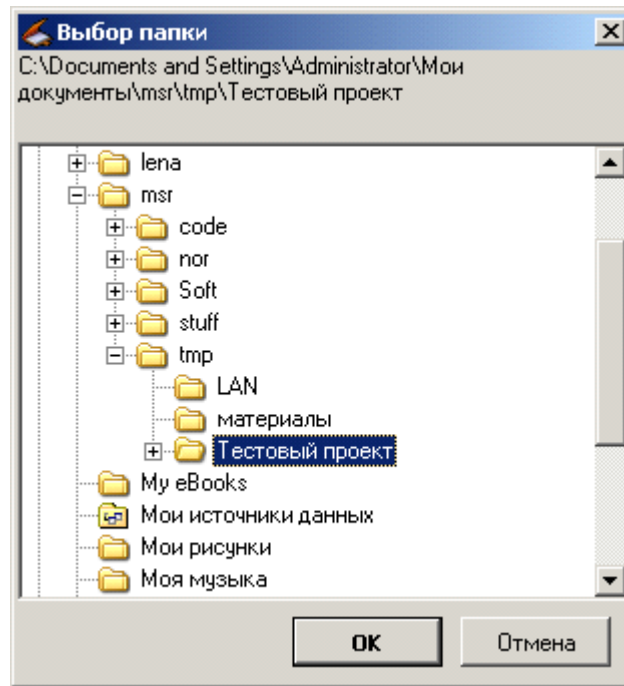 Выбор папки
C:\Documents and Settings\Administrator\Мои
документы\msr\tmp\Тестовый проект
lena
msr
code
nor
Soft
stuff
tmp
LAN
материалы
Тестовый проект
My eBooks
Мои источники данных
Мои рисунки
Моя музыка
OK
Отмена